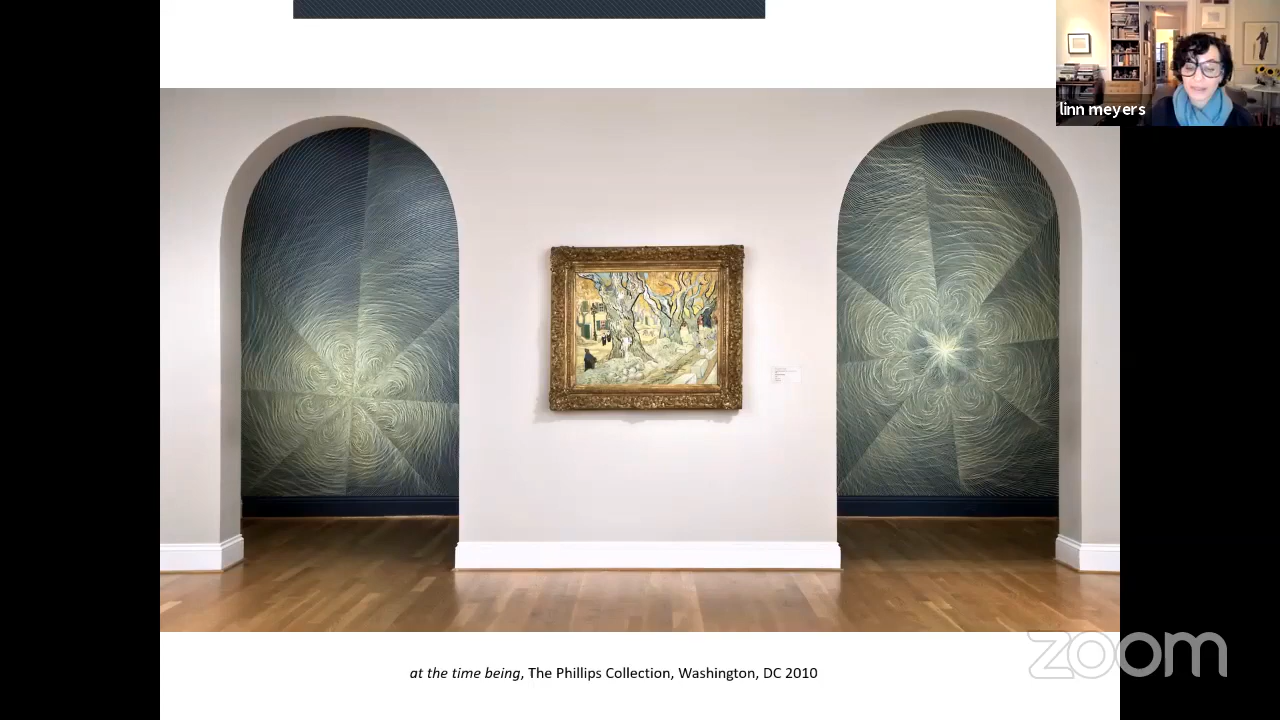 linn meyers
at the time being, The Phillips Collection, Washington, DC 2010
zoom